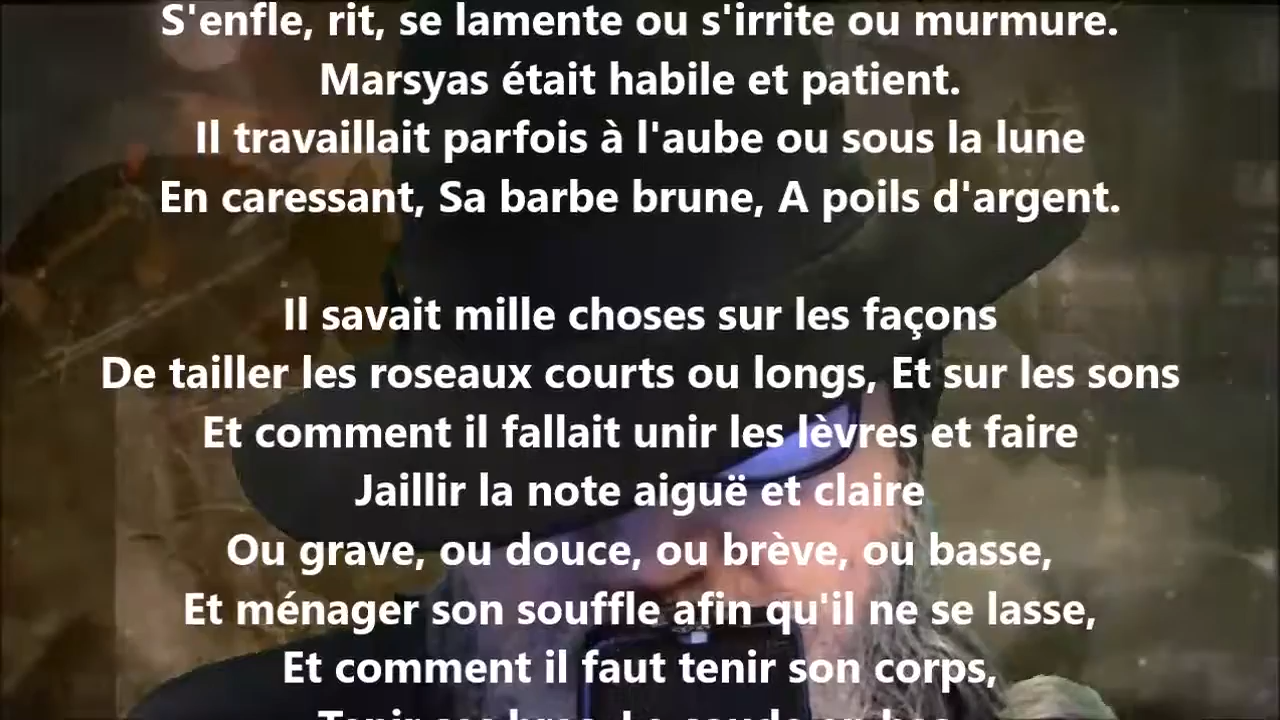 S'enfle, rit, se lamente ou s'irrite ou murmure.
Marsyas était habile et patient.
Il travaillait parfois à l'aube ou sous la lune
En caressant, Sa barbe brune, A poils d'argent.
Il savait mille choses sur les façons
De tailler les roseaux courts ou longs, Et sur les sons
Et comment il fallait unir les lèvres et faire
Jaillir la note aiguë et claire
Ou grave, ou douce, ou brève, ou basse,
Et ménager son souffle afin qu'il ne se lasse,
Et comment il faut tenir son corps,